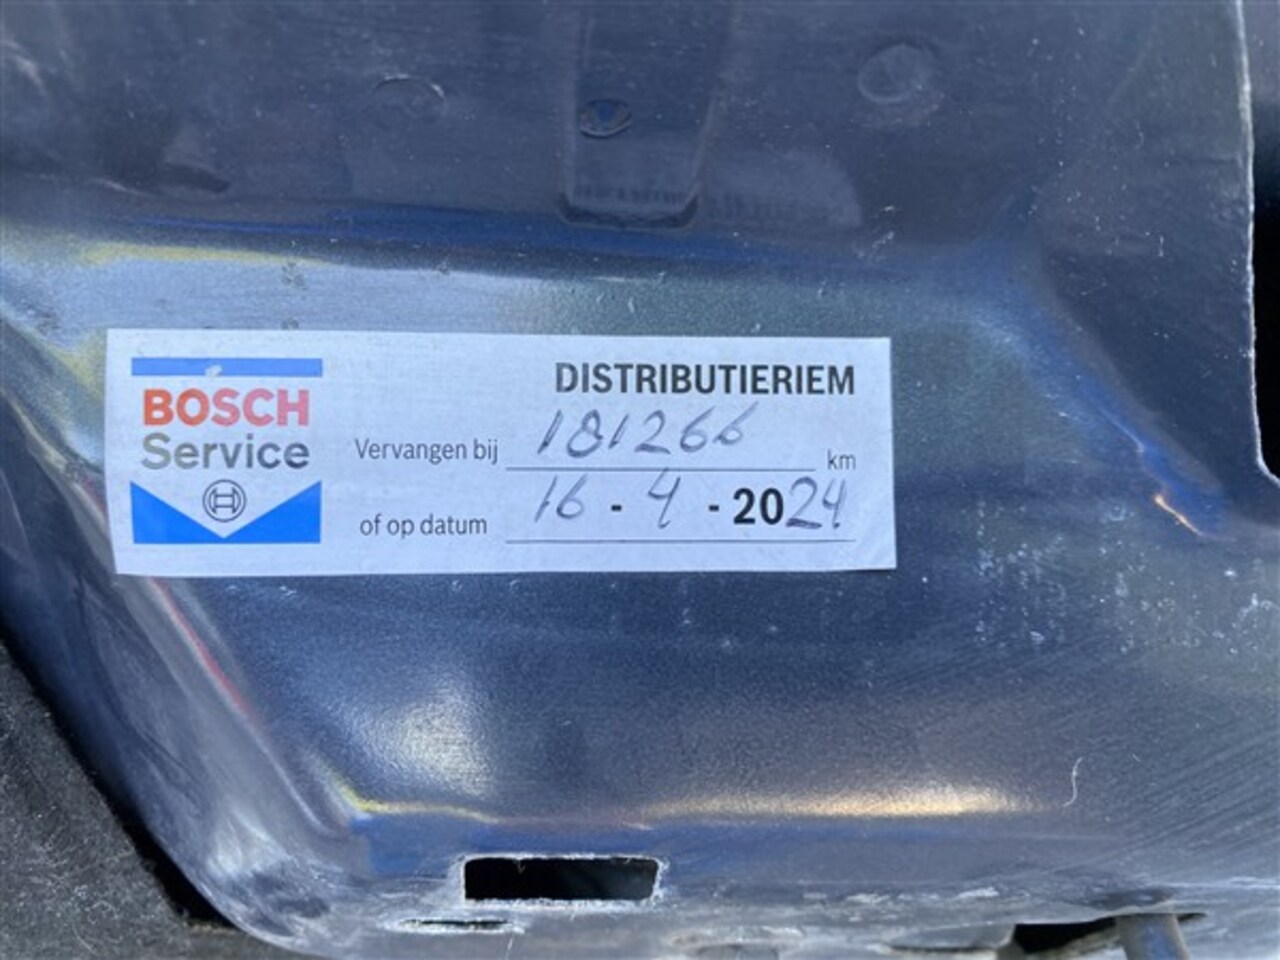 BOSCH
Service
DISTRIBUTIERIEM
Vervangen bij 181266 km
of op datum 16 - 4 - 2024